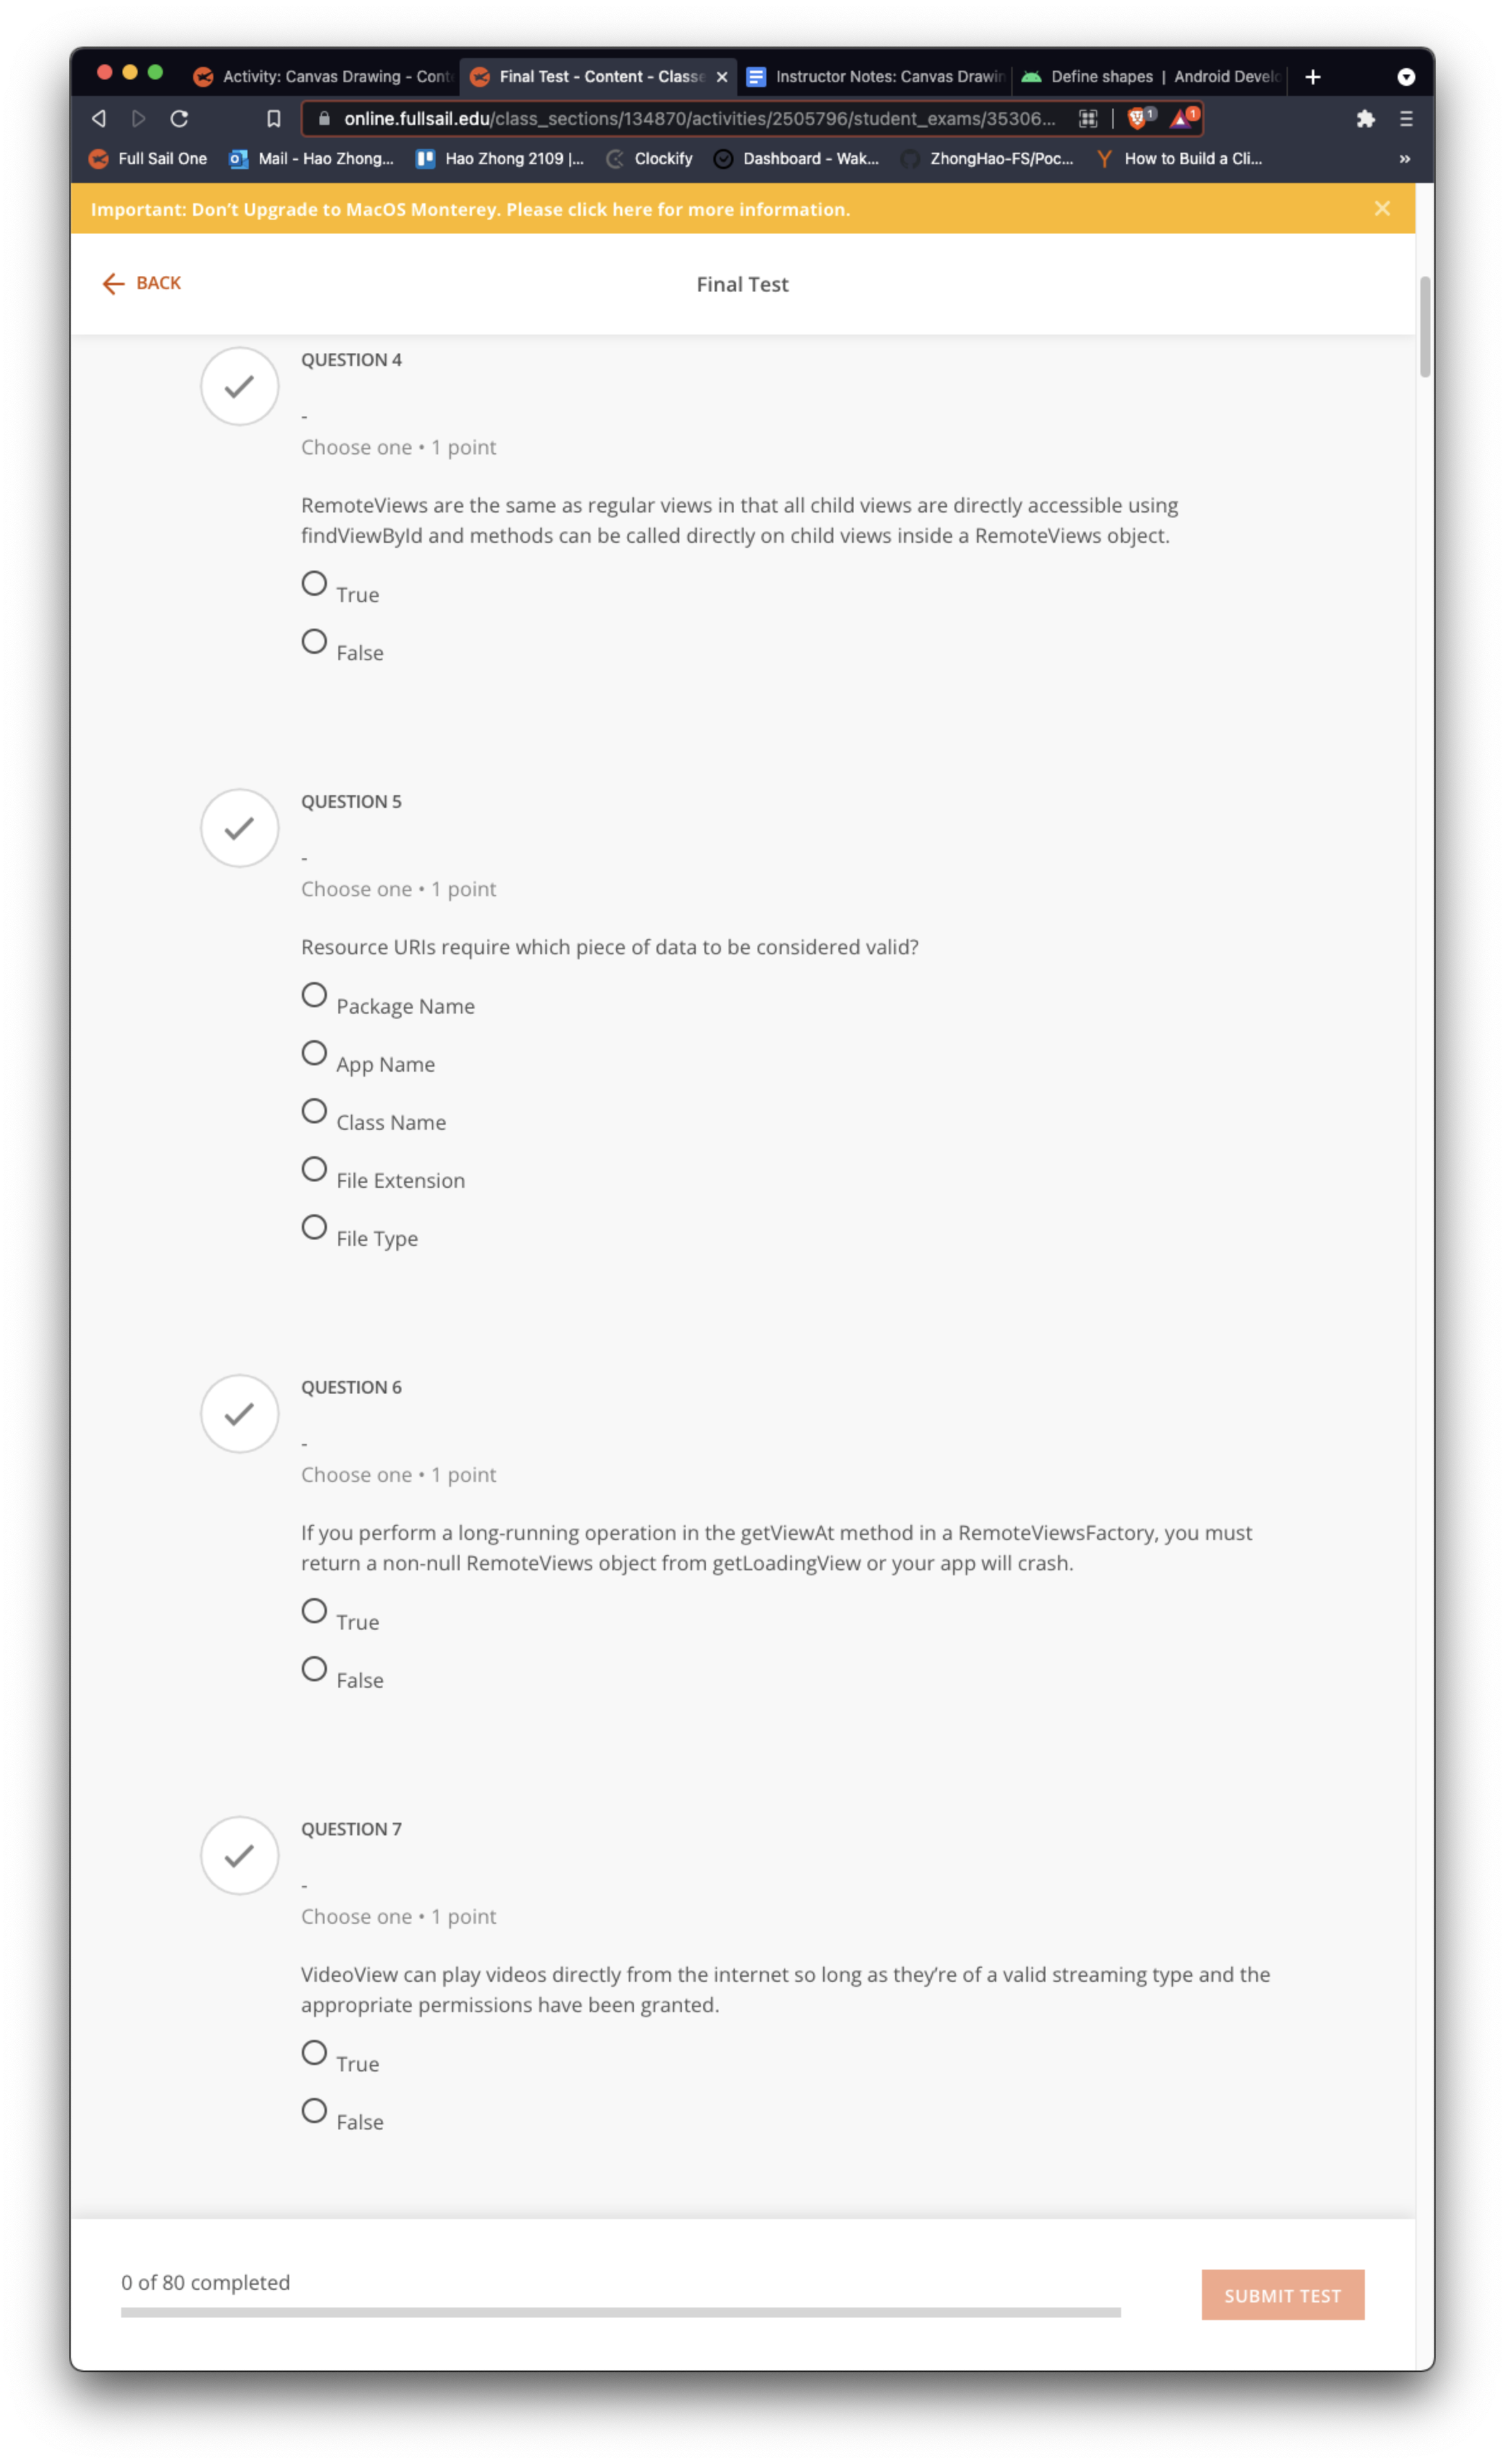 Activity: Canvas Drawing - Conte
Final Test - Content - Classe
Instructor Notes: Canvas Drawin
Define shapes | Android Develo
online.fullsail.edu/class_sections/134870/activities/2505796/student_exams/35306...
1
1
Full Sail One
Mail - Hao Zhong...
Hao Zhong 2109 |...
Clockify
Dashboard - Wak...
ZhongHao-FS/Poc...
How to Build a Cli...
»
Important: Don't Upgrade to MacOS Monterey. Please click here for more information.
BACK
Final Test
QUESTION 4
-
Choose one • 1 point
RemoteViews are the same as regular views in that all child views are directly accessible using
findViewById and methods can be called directly on child views inside a RemoteViews object.
True
False
QUESTION 5
-
Choose one • 1 point
Resource URIs require which piece of data to be considered valid?
Package Name
App Name
Class Name
File Extension
File Type
QUESTION 6
-
Choose one • 1 point
If you perform a long-running operation in the getViewAt method in a RemoteViewsFactory, you must
return a non-null RemoteViews object from getLoadingView or your app will crash.
True
False
QUESTION 7
-
Choose one • 1 point
VideoView can play videos directly from the internet so long as they're of a valid streaming type and the
appropriate permissions have been granted.
True
False
0 of 80 completed
SUBMIT TEST